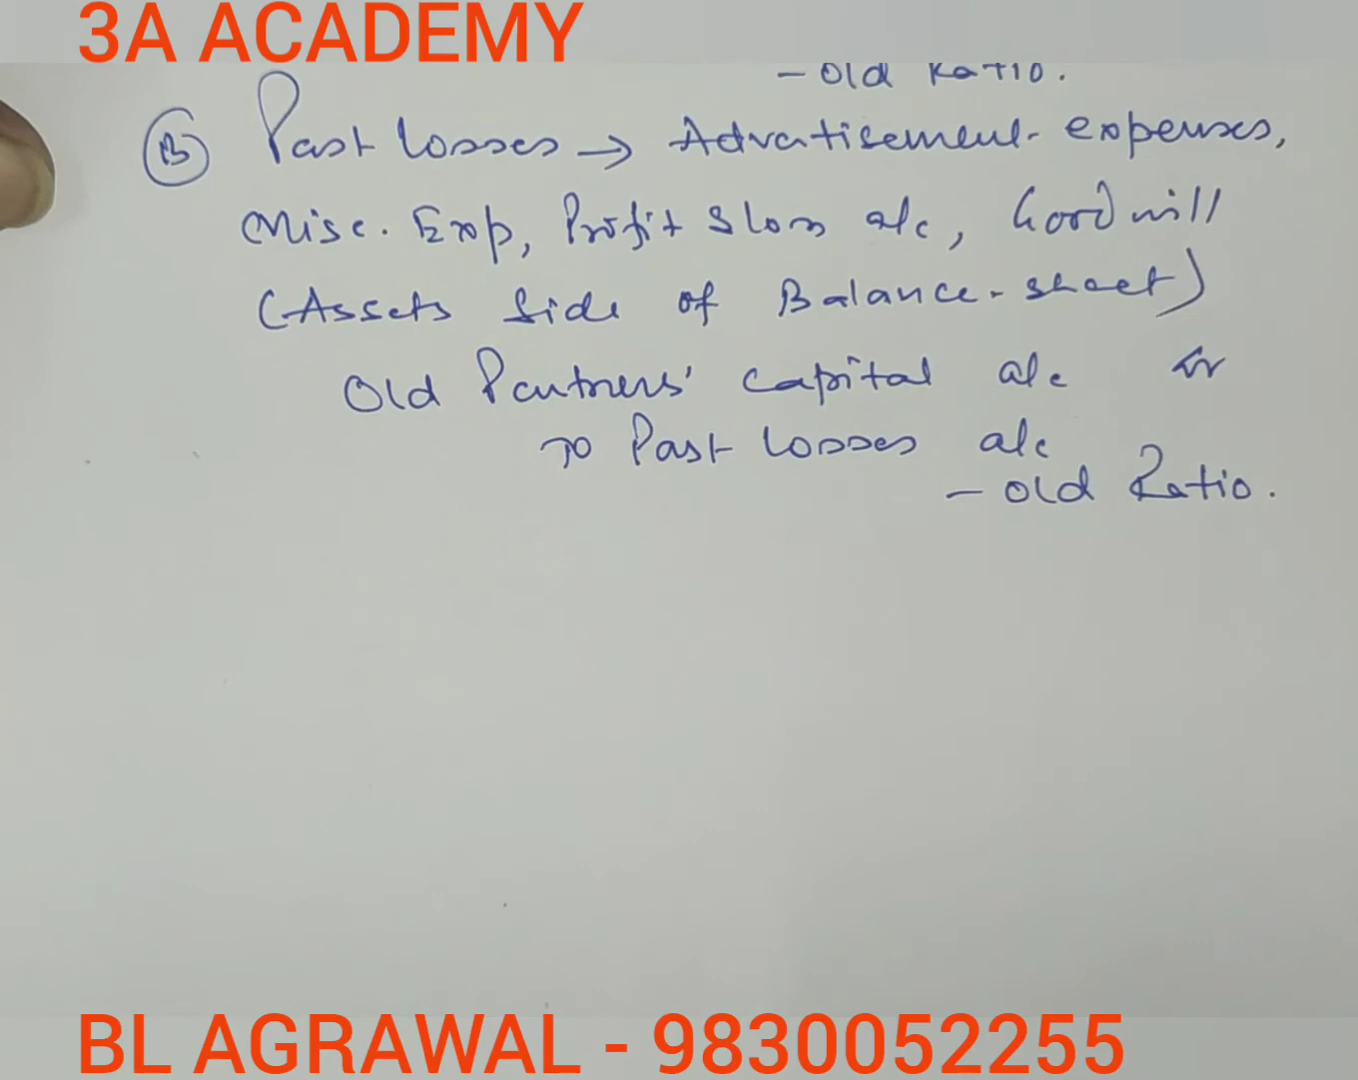 3A ACADEMY
- Old Ratio.
(B) Past losses → Advertisement expenses,
Misc. Exp, Profit & loss a/c, Goodwill
(Assets side of Balance-sheet)
Old Partners' Capital a/c Dr
To Past losses a/c
- Old Ratio.
BL AGRAWAL - 9830052255